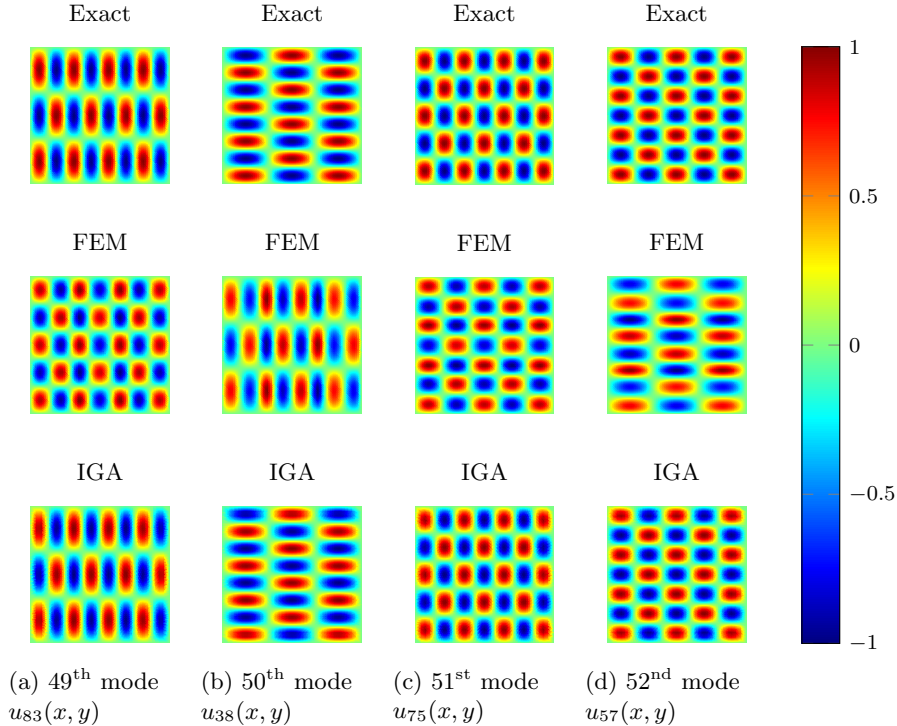 Exact Exact Exact Exact
FEM FEM FEM FEM
IGA IGA IGA IGA
1
0.5
0
−0.5
−1
(a) 49th mode
u83(x, y)
(b) 50th mode
u38(x, y)
(c) 51st mode
u75(x, y)
(d) 52nd mode
u57(x, y)